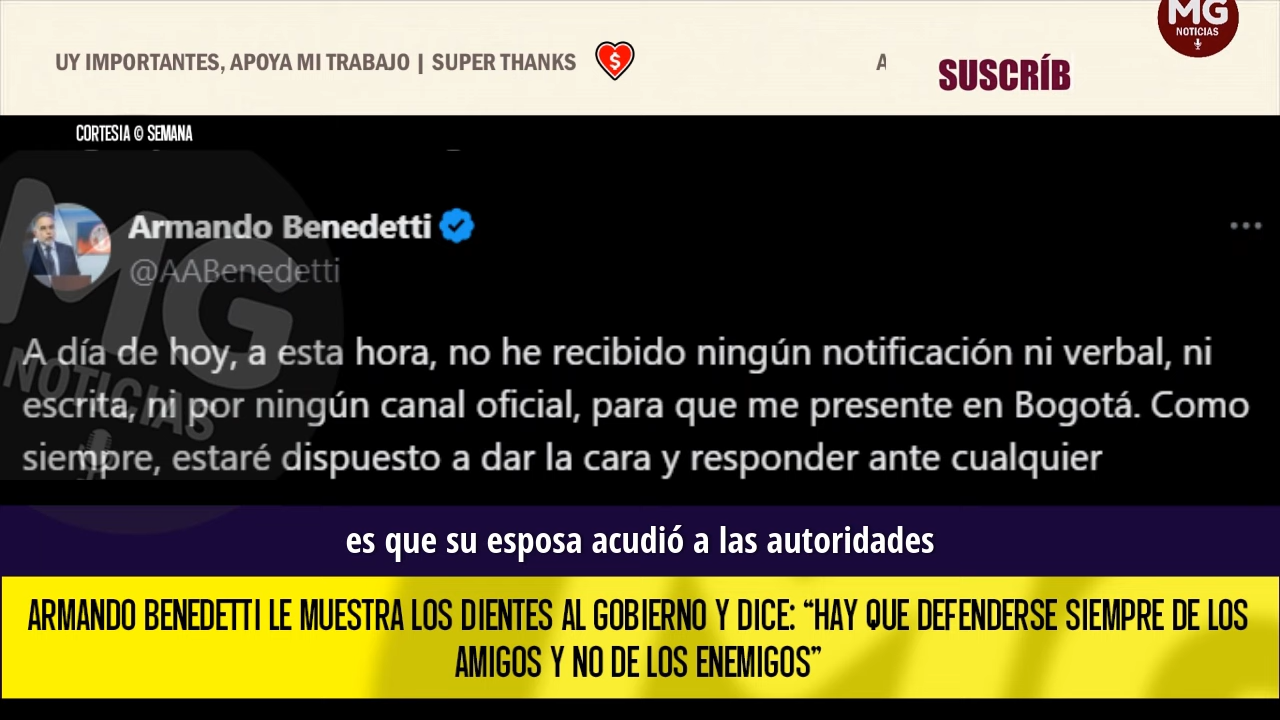 UY IMPORTANTES, APOYA MI TRABAJO | SUPER THANKS
A
SUSCRÍB
MG
NOTICIAS
CORTESIA © SEMANA
Armando Benedetti
@AABenedetti
A día de hoy, a esta hora, no he recibido ningún notificación ni verbal, ni
escrita, ni por ningún canal oficial, para que me presente en Bogotá. Como
siempre, estaré dispuesto a dar la cara y responder ante cualquier
MG
NOTICIAS
es que su esposa acudió a las autoridades
ARMANDO BENEDETTI LE MUESTRA LOS DIENTES AL GOBIERNO Y DICE: “HAY QUE DEFENDERSE SIEMPRE DE LOS
AMIGOS Y NO DE LOS ENEMIGOS”